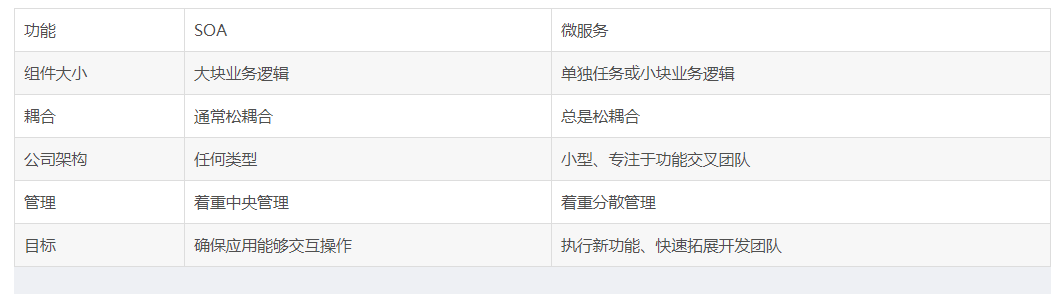 功能 SOA 微服务
组件大小 大块业务逻辑 单独任务或小块业务逻辑
耦合 通常松耦合 总是松耦合
公司架构 任何类型 小型、专注于功能交叉团队
管理 着重中央管理 着重分散管理
目标 确保应用能够交互操作 执行新功能、快速拓展开发团队